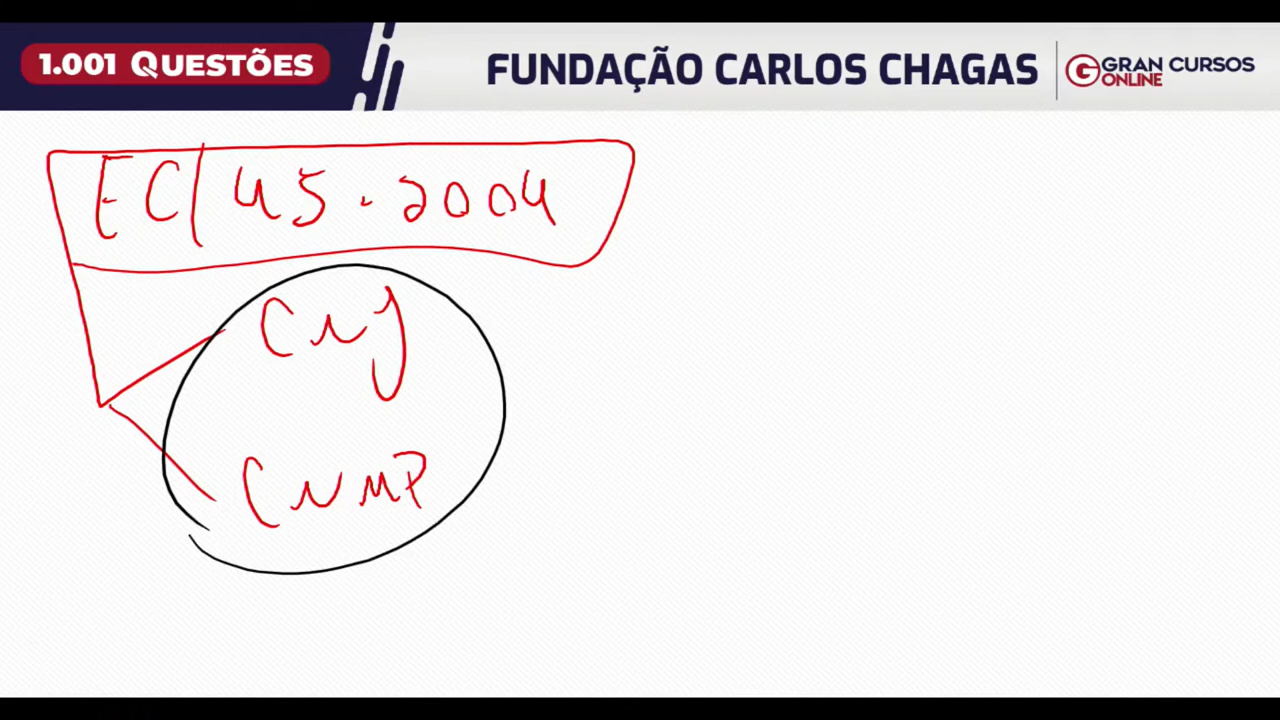 1.001 QUESTÕES
FUNDAÇÃO CARLOS CHAGAS
GRAN CURSOS
ONLINE
EC/45.2004
CNJ
CNMP